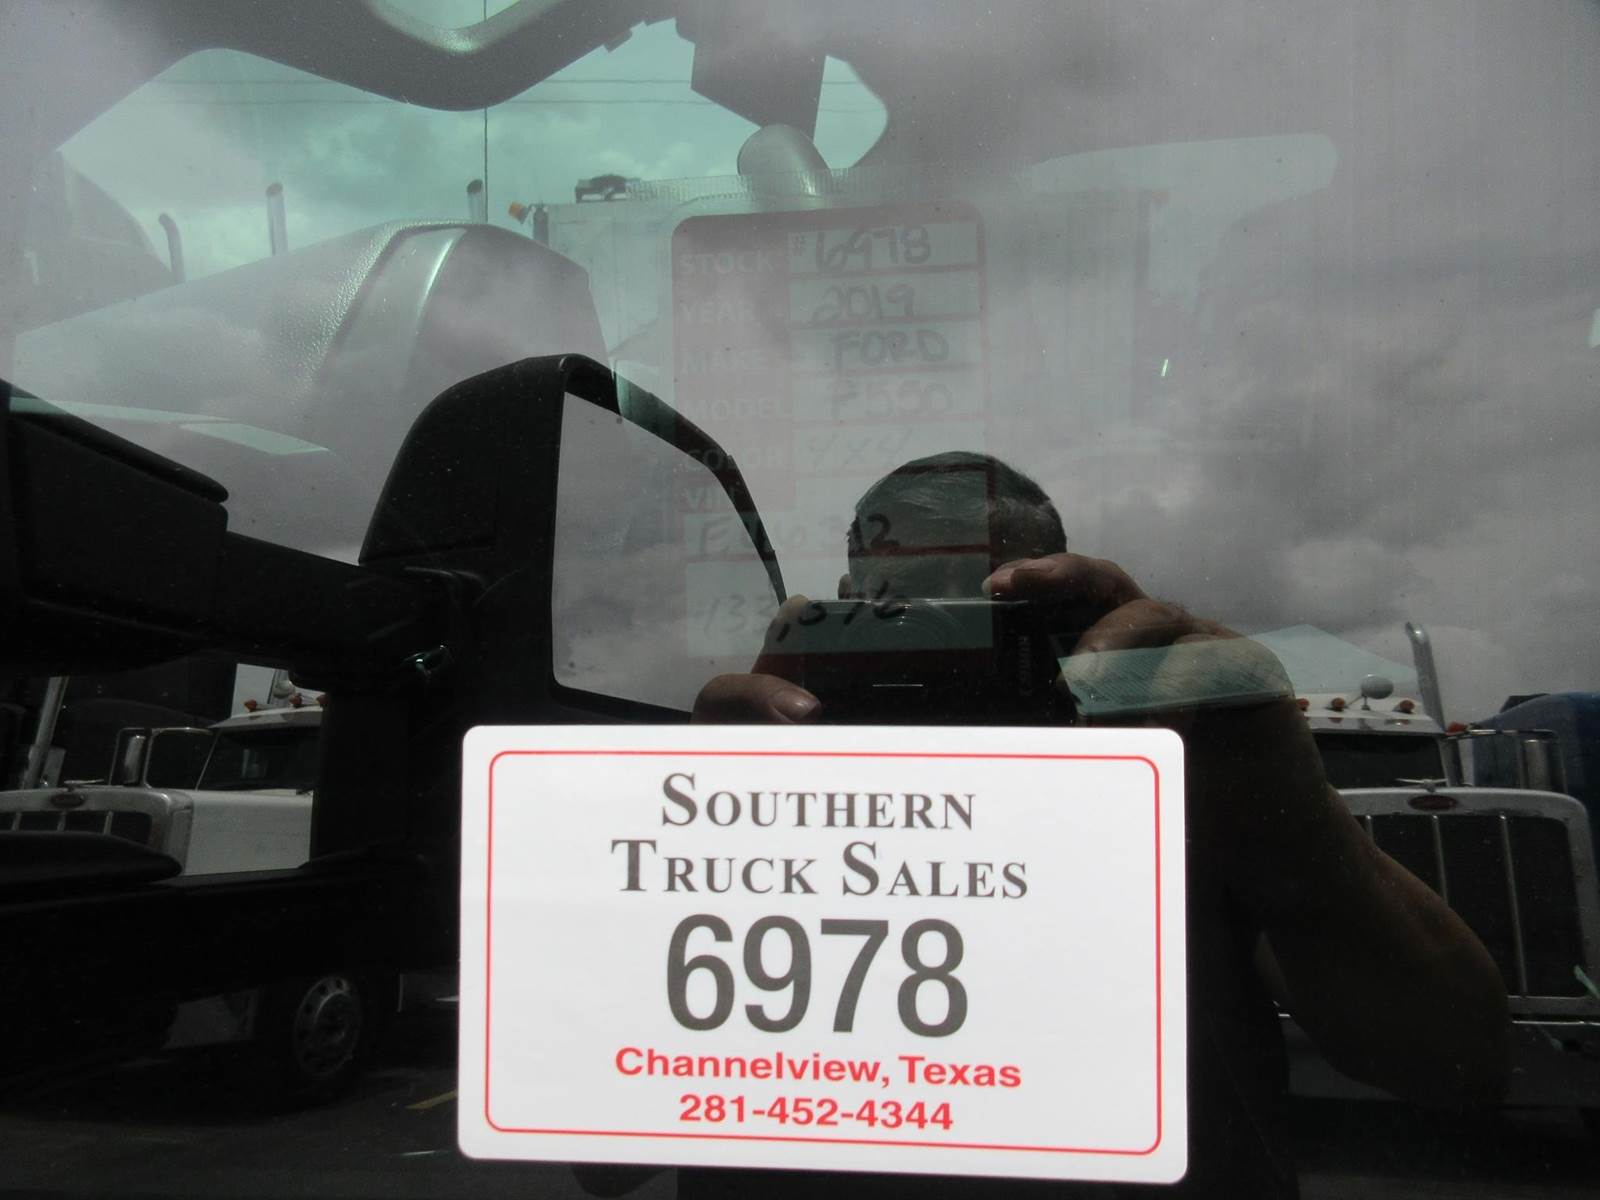 STOCK # 6978
YEAR 2019
MAKE FORD
MODEL F550
COLOR 4x4
VIN
SOUTHERN
TRUCK SALES
6978
Channelview, Texas
281-452-4344